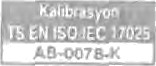 Kalibrasyon
TS EN ISO IEC 17025
AB-0078-K